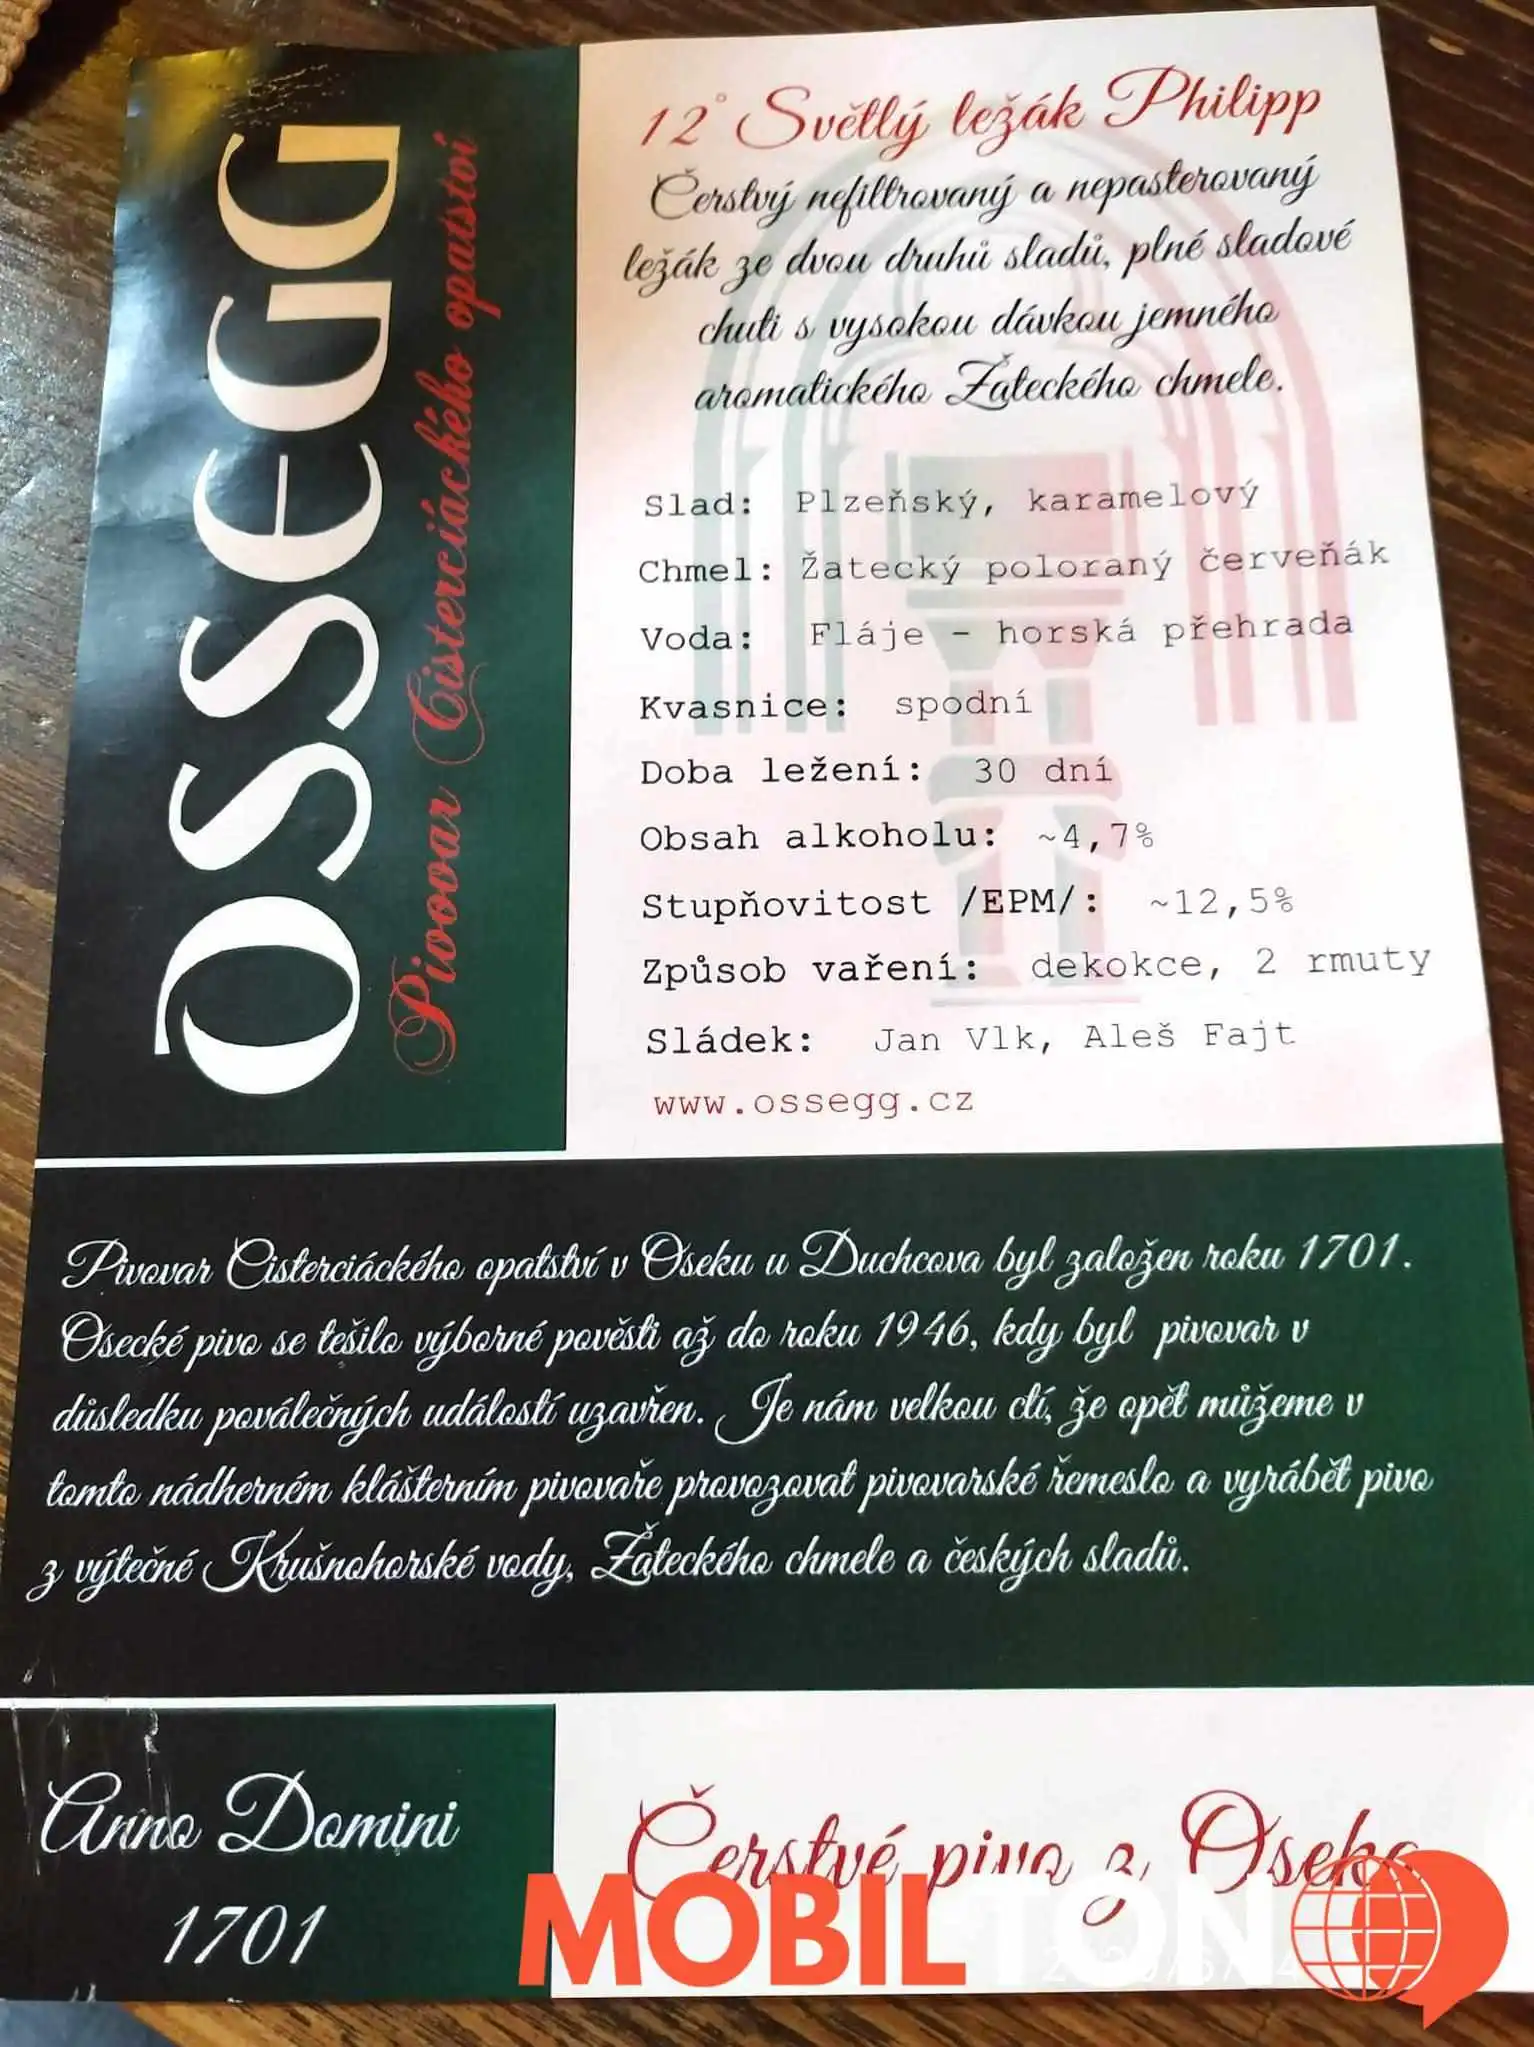 OSSEGG
Pivovar Cisterciáckého opatství
12° Světlý ležák Philipp
Čerstvý nefiltrovaný a nepasterovaný
ležák ze dvou druhů sladů, plné sladové
chuti s vysokou dávkou jemného
aromatického Žateckého chmele.
Slad: Plzeňský, karamelový
Chmel: Žatecký poloraný červeňák
Voda: Fláje - horská přehrada
Kvasnice: spodní
Doba ležení: 30 dní
Obsah alkoholu: ~4,7%
Stupňovitost /EPM/: ~12,5%
Způsob vaření: dekokce, 2 rmuty
Sládek: Jan Vlk, Aleš Fajt
www.ossegg.cz
Pivovar Cisterciáckého opatství v Oseku u Duchcova byl založen roku 1701.
Osecké pivo se těšilo výborné pověsti až do roku 1946, kdy byl pivovar v
důsledku poválečných událostí uzavřen. Je nám velkou ctí, že opět můžeme v
tomto nádherném klášterním pivovaře provozovat pivovarské řemeslo a vyrábět pivo
z výtečné Krušnohorské vody, Žateckého chmele a českých sladů.
Anno Domini
1701
Čerstvé pivo z Oseka
MOBILTON